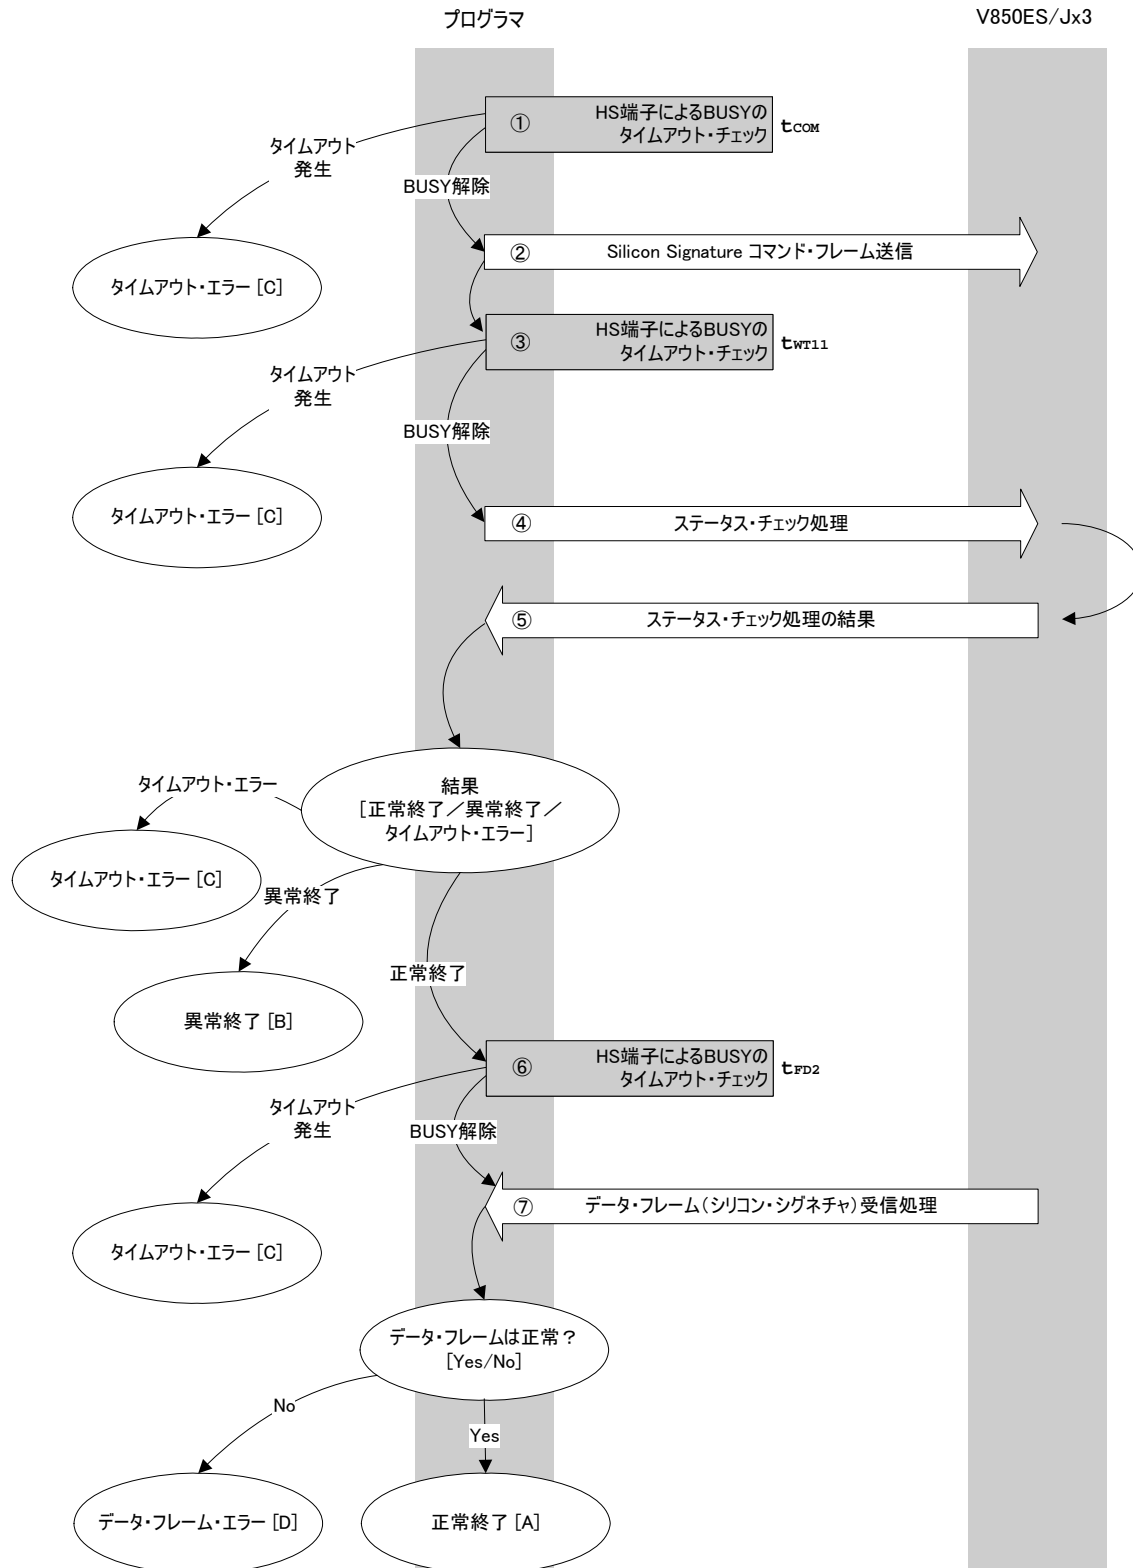 プログラマ
V850ES/Jx3
① HS端子によるBUSYの
タイムアウト・チェック
tCOM
タイムアウト
発生
BUSY解除
タイムアウト・エラー [C]
② Silicon Signature コマンド・フレーム送信
③ HS端子によるBUSYの
タイムアウト・チェック
tWT11
タイムアウト
発生
BUSY解除
タイムアウト・エラー [C]
④ ステータス・チェック処理
⑤ ステータス・チェック処理の結果
結果
[正常終了／異常終了／
タイムアウト・エラー]
タイムアウト・エラー
タイムアウト・エラー [C]
異常終了
異常終了 [B]
正常終了
⑥ HS端子によるBUSYの
タイムアウト・チェック
tFD2
タイムアウト
発生
BUSY解除
タイムアウト・エラー [C]
⑦ データ・フレーム（シリコン・シグネチャ）受信処理
データ・フレームは正常？
[Yes/No]
No
Yes
データ・フレーム・エラー [D]
正常終了 [A]